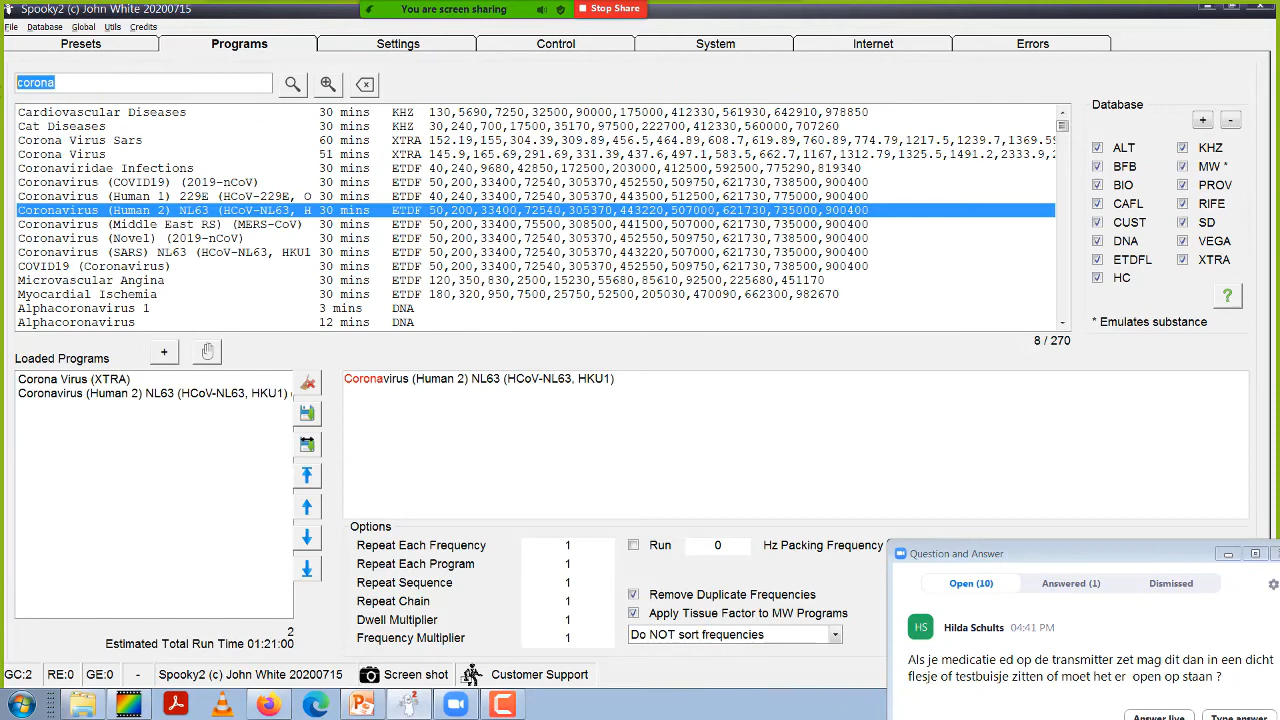 Spooky2 (c) John White 20200715
You are screen sharing
Stop Share
File Database Global Utils Credits
Presets Programs Settings Control System Internet Errors
corona
Cardiovascular Diseases 30 mins KHZ 130,5690,7250,32500,90000,175000,412330,561930,642910,978850
Cat Diseases 30 mins KHZ 30,240,700,17500,35170,97500,222700,412330,560000,707260
Corona Virus Sars 60 mins XTRA 152.19,155,304.39,309.89,456.5,464.89,608.7,619.89,760.89,774.79,1217.5,1239.7,1369.59
Corona Virus 51 mins XTRA 145.9,165.69,291.69,331.39,437.6,497.1,583.5,662.7,1167,1312.79,1325.5,1491.2,2333.9,2
Coronaviridae Infections 30 mins ETDF 40,240,9680,42850,172000,203000,412500,592500,775290,819340
Coronavirus (COVID19) (2019-nCoV) 30 mins ETDF 50,200,33400,72540,305370,452550,509750,621730,738500,900400
Coronavirus (Human 1) 229E (HCoV-229E, O 30 mins ETDF 40,200,33400,72540,305370,442550,512330,621730,735000,900000
Coronavirus (Human 2) NL63 (HCoV-NL63, H 30 mins ETDF 50,200,33400,72540,305370,443220,507000,621730,735000,900400
Coronavirus (Middle East RS) (MERS-CoV) 30 mins ETDF 50,200,33400,75500,308500,441500,507000,621730,735000,900400
Coronavirus (Novel) (2019-nCoV) 30 mins ETDF 50,200,33400,72540,305370,452550,509750,621730,738500,900400
Coronavirus (SARS) NL63 (HCoV-NL63, HKU1 30 mins ETDF 50,200,33400,72540,305370,452550,509750,621730,738500,900400
COVID19 (Coronavirus) 30 mins ETDF 50,200,33400,72540,305370,452550,509750,621730,738500,900400
Microvascular Angina 30 mins ETDF 120,350,830,2500,15230,55680,85610,92500,225680,451170
Myocardial Ischemia 30 mins ETDF 180,320,950,7500,25750,52500,205030,470090,662300,982670
Alphacoronavirus 1 3 mins DNA
Alphacoronavirus 12 mins DNA
Database
+ -
ALT KHZ
BFB MW *
BIO PROV
CAFL RIFE
CUST SD
DNA VEGA
ETDFL XTRA
HC
?
* Emulates substance
8 / 270
Loaded Programs +
Corona Virus (XTRA)
Coronavirus (Human 2) NL63 (HCoV-NL63, HKU1) (
2
Estimated Total Run Time 01:21:00
Coronavirus (Human 2) NL63 (HCoV-NL63, HKU1)
Options
Repeat Each Frequency 1 Run 0 Hz Packing Frequency
Repeat Each Program 1
Repeat Sequence 1 Remove Duplicate Frequencies
Repeat Chain 1 Apply Tissue Factor to MW Programs
Dwell Multiplier 1
Frequency Multiplier 1 Do NOT sort frequencies
Question and Answer
Open (10) Answered (1) Dismissed
HS Hilda Schults 04:41 PM
Als je medicatie ed op de transmitter zet mag dit dan in een dicht
flesje of testbuisje zitten of moet het er open op staan ?
Answer live Type answer
GC:2 RE:0 GE:0 - Spooky2 (c) John White 20200715 Screen shot Customer Support